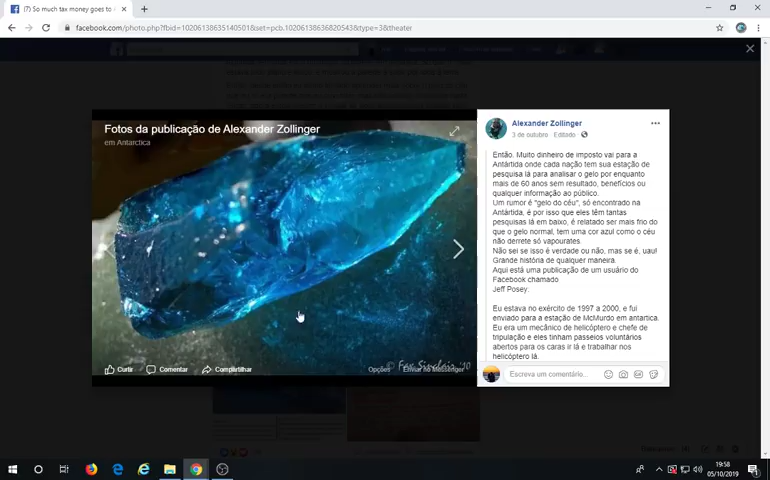 (7) So much tax money goes to
facebook.com/photo.php?fbid=10206138635140501&set=pcb.10206138636820543&type=3&theater
Fotos da publicação de Alexander Zollinger
em Antarctica
Alexander Zollinger
3 de outubro · Editado ·
Então. Muito dinheiro de imposto vai para a
Antártida onde cada nação tem sua estação de
pesquisa lá para analisar o gelo por enquanto
mais de 60 anos sem resultado, benefícios ou
qualquer informação ao público.
Um rumor é "gelo do céu", só encontrado na
Antártida, é por isso que eles têm tantas
pesquisas lá em baixo, é relatado ser mais frio do
que o gelo normal, tem uma cor azul como o céu
não derrete só vapourates
Não sei se isso é verdade ou não, mas se é, uau!
Grande história de qualquer maneira.
Aqui está uma publicação de um usuário do
Facebook chamado
Jeff Posey:
Eu estava no exército de 1997 a 2000, e fui
enviado para a estação de McMurdo em antartica.
Eu era um mecânico de helicóptero e chefe de
tripulação e eles tinham passeios voluntários
abertos para os caras ir lá e trabalhar nos
helicóptero lá.
© Fax Sinclair '10
Curtir Comentar Compartilhar Opções Enviar no Messenger
Escreva um comentário...
19:58
05/10/2019